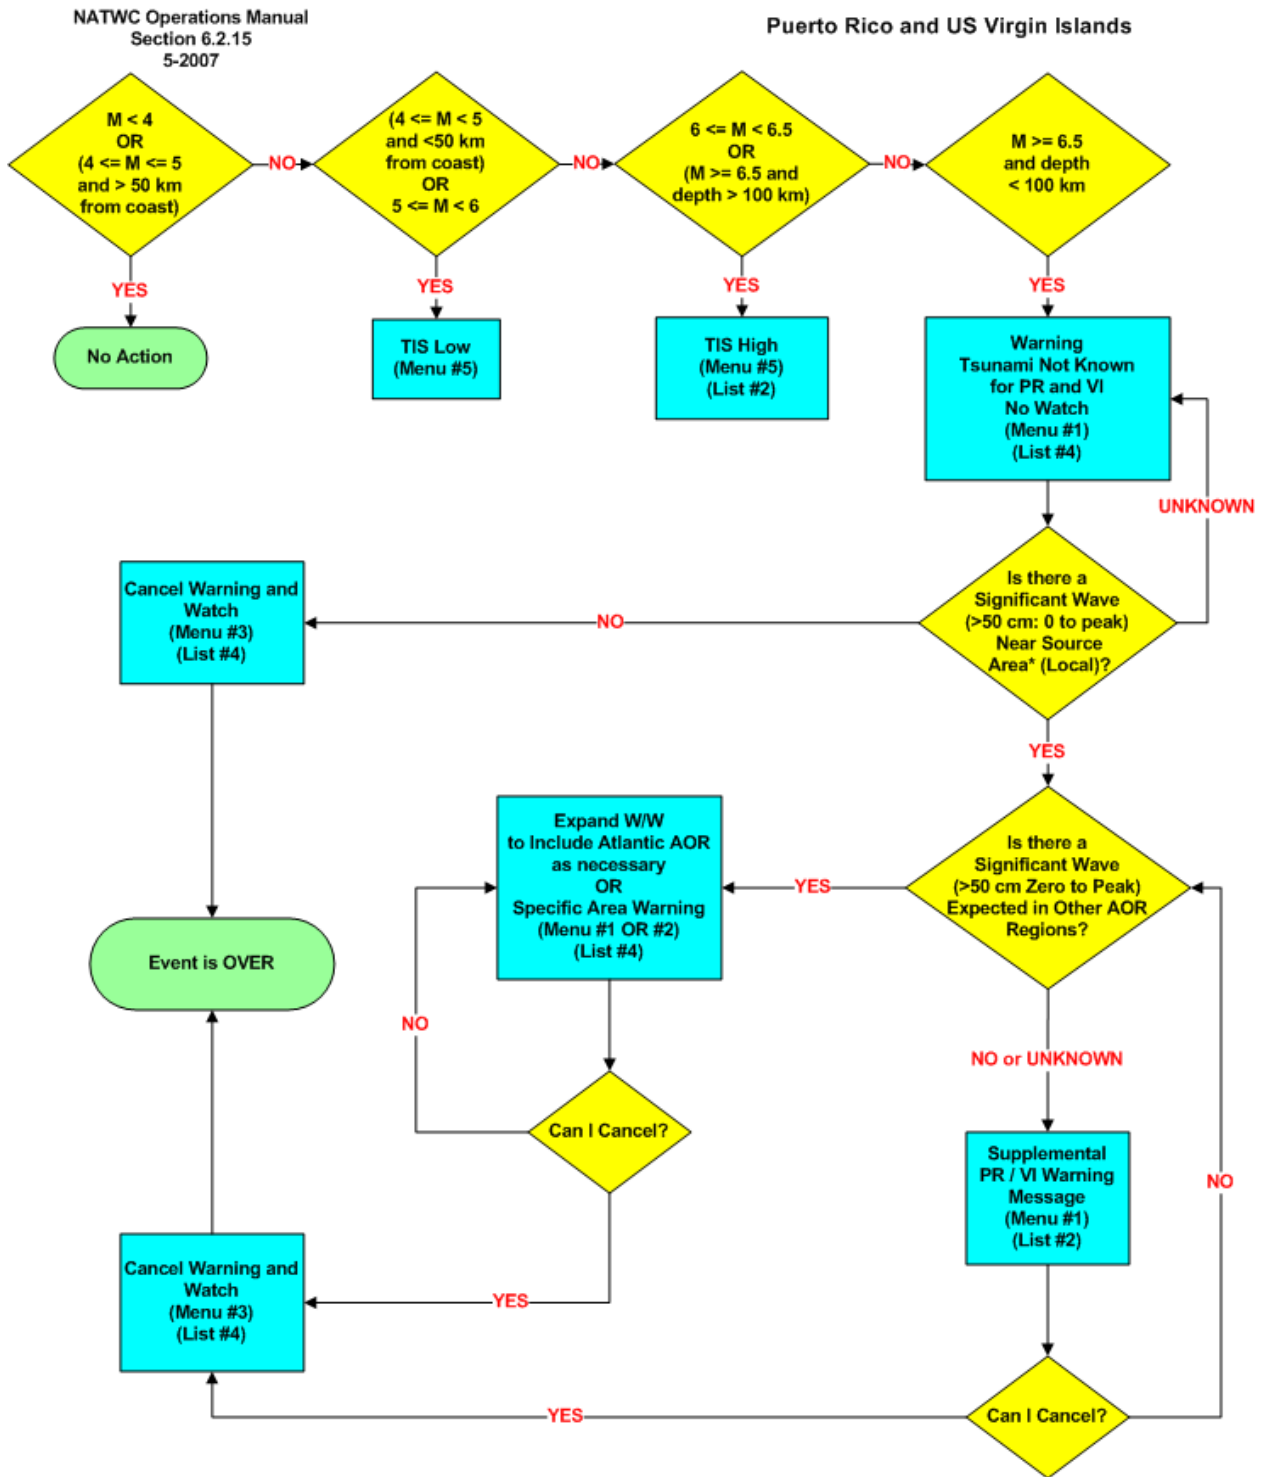 NATWC Operations Manual
Section 6.2.15
5-2007
Puerto Rico and US Virgin Islands
M < 4
OR
(4 <= M <= 5
and > 50 km
from coast)
NO
(4 <= M < 5
and <50 km
from coast)
OR
5 <= M < 6
NO
6 <= M < 6.5
OR
(M >= 6.5 and
depth > 100 km)
NO
M >= 6.5
and depth
< 100 km
YES
YES
YES
YES
No Action
TIS Low
(Menu #5)
TIS High
(Menu #5)
(List #2)
Warning
Tsunami Not Known
for PR and VI
No Watch
(Menu #1)
(List #4)
UNKNOWN
Is there a
Significant Wave
(>50 cm: 0 to peak)
Near Source
Area* (Local)?
NO
Cancel Warning and
Watch
(Menu #3)
(List #4)
YES
Is there a
Significant Wave
(>50 cm Zero to Peak)
Expected in Other AOR
Regions?
YES
Expand W/W
to Include Atlantic AOR
as necessary
OR
Specific Area Warning
(Menu #1 OR #2)
(List #4)
Event is OVER
NO
NO or UNKNOWN
Can I Cancel?
Supplemental
PR / VI Warning
Message
(Menu #1)
(List #2)
NO
Cancel Warning and
Watch
(Menu #3)
(List #4)
YES
Can I Cancel?
YES